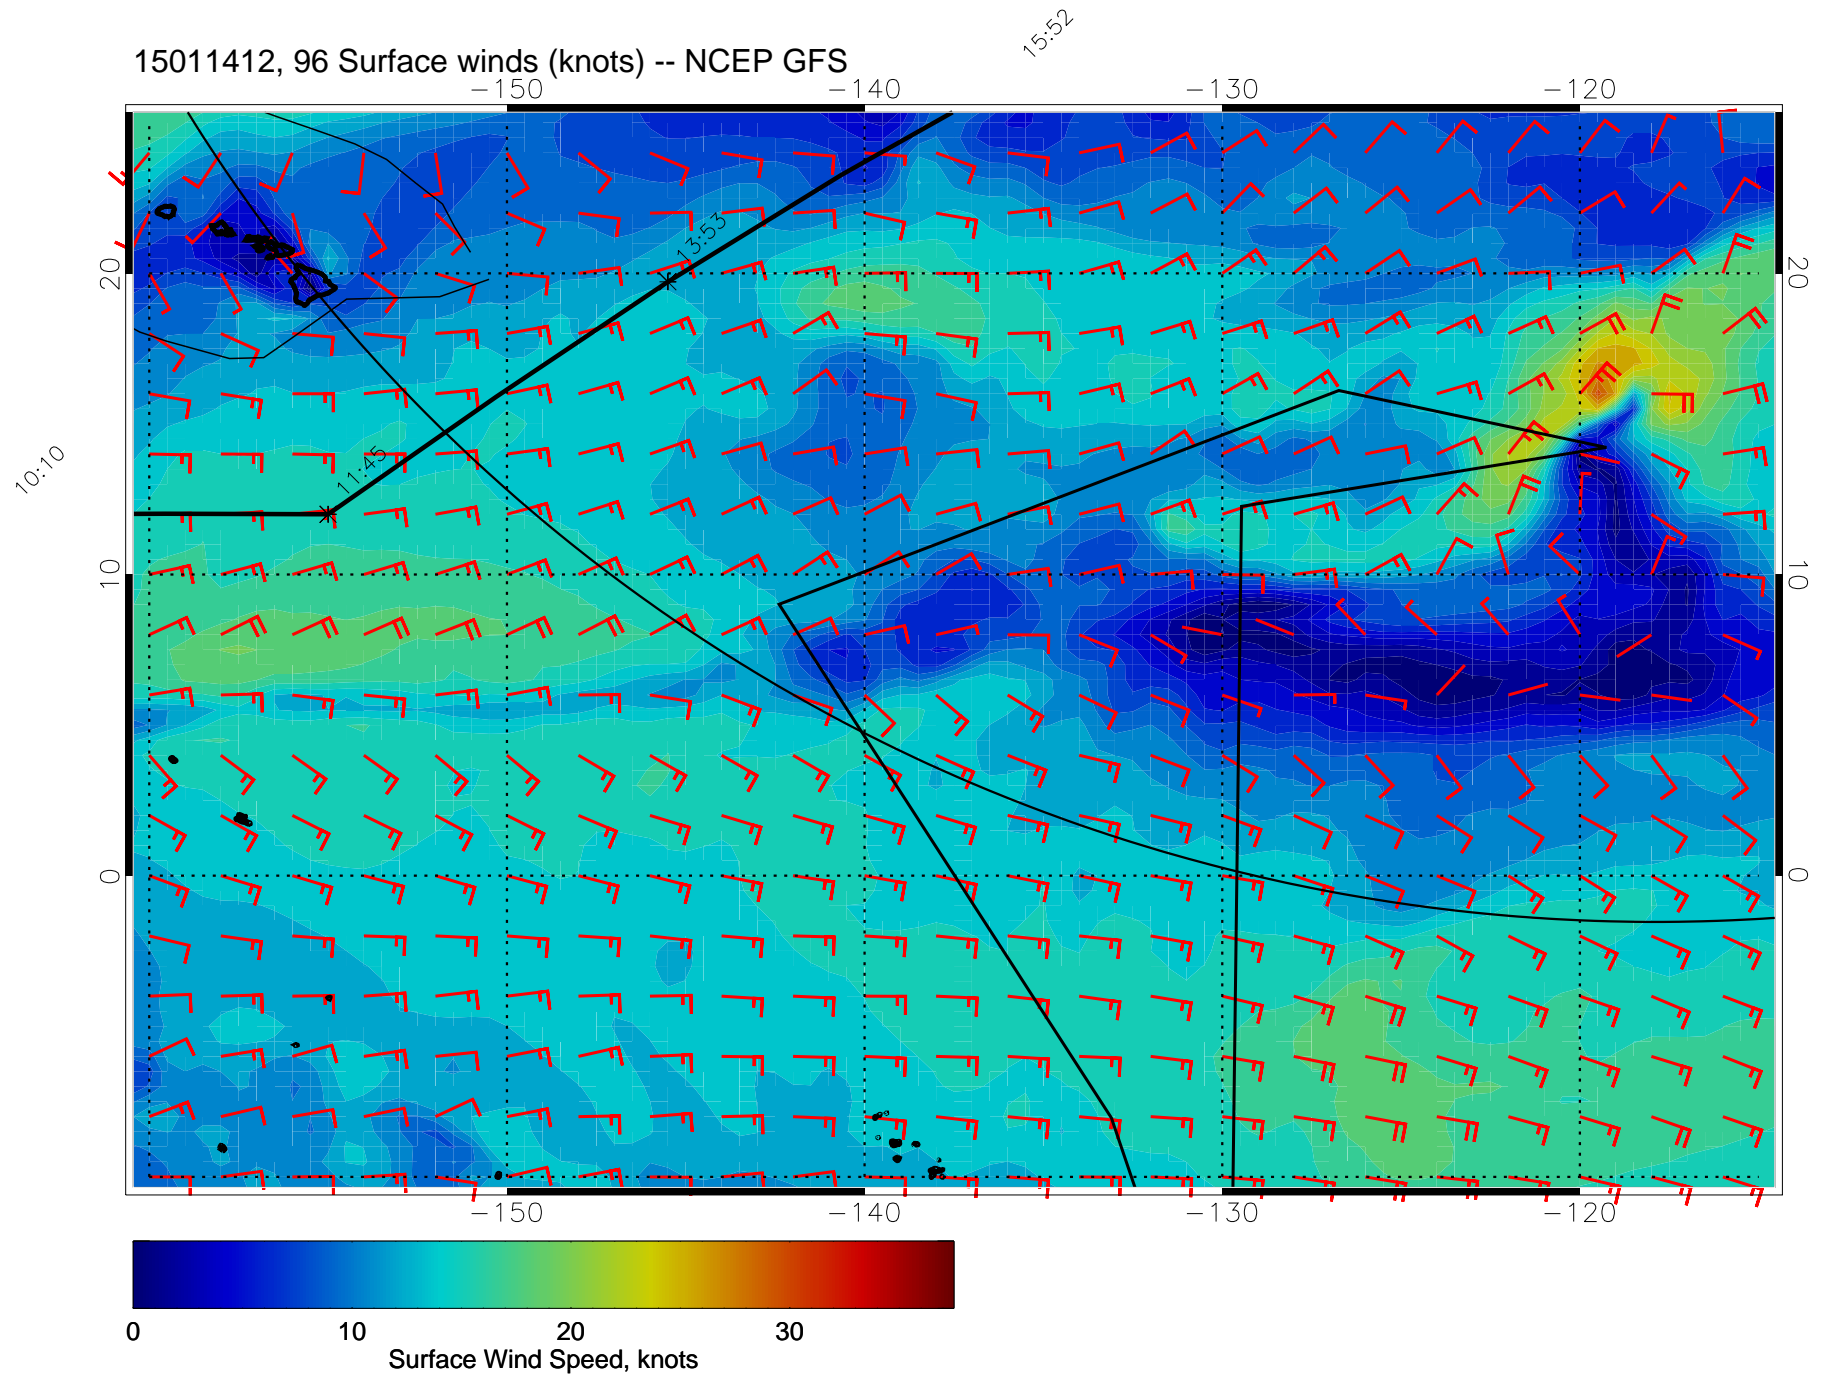 15:52
15011412, 96 Surface winds (knots) -- NCEP GFS
-150 -140 -130 -120
13:53
20 20
11:45
10:10
10 10
0 0
-150 -140 -130 -120
0 10 20 30
Surface Wind Speed, knots